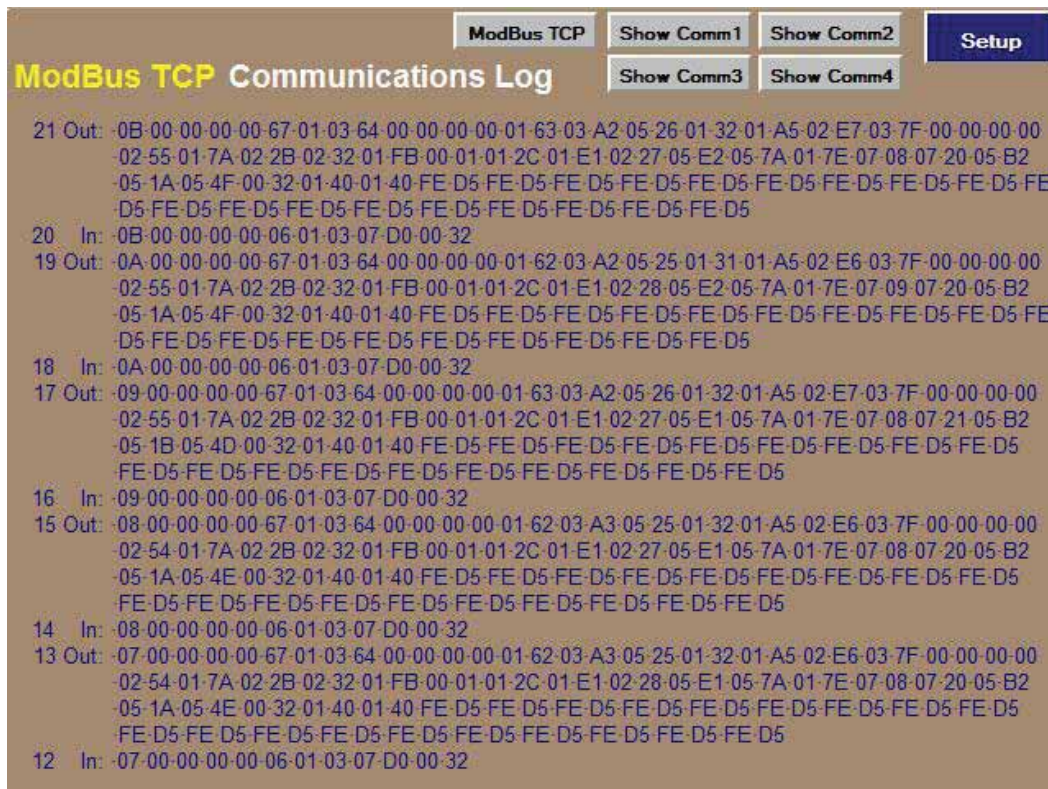 ModBus TCP Show Comm1 Show Comm2 Setup
ModBus TCP Communications Log Show Comm3 Show Comm4
21 Out: -0B-00-00-00-00-67-01-03-64-00-00-00-00-01-63-03-A2-05-26-01-32-01-A5-02-E7-03-7F-00-00-00-00
-02-55-01-7A-02-2B-02-32-01-FB-00-01-01-2C-01-E1-02-27-05-E2-05-7A-01-7E-07-08-07-20-05-B2
-05-1A-05-4F-00-32-01-40-01-40-FE-D5-FE-D5-FE-D5-FE-D5-FE-D5-FE-D5-FE-D5-FE-D5-FE-D5-FE
-D5-FE-D5-FE-D5-FE-D5-FE-D5-FE-D5-FE-D5-FE-D5-FE-D5-FE-D5
20 In: -0B-00-00-00-00-06-01-03-07-D0-00-32
19 Out: -0A-00-00-00-00-67-01-03-64-00-00-00-00-01-62-03-A2-05-25-01-31-01-A5-02-E6-03-7F-00-00-00-00
-02-55-01-7A-02-2B-02-32-01-FB-00-01-01-2C-01-E1-02-28-05-E2-05-7A-01-7E-07-09-07-20-05-B2
-05-1A-05-4F-00-32-01-40-01-40-FE-D5-FE-D5-FE-D5-FE-D5-FE-D5-FE-D5-FE-D5-FE-D5-FE-D5-FE
-D5-FE-D5-FE-D5-FE-D5-FE-D5-FE-D5-FE-D5-FE-D5-FE-D5-FE-D5
18 In: -0A-00-00-00-00-06-01-03-07-D0-00-32
17 Out: -09-00-00-00-00-67-01-03-64-00-00-00-00-01-63-03-A2-05-26-01-32-01-A5-02-E7-03-7F-00-00-00-00
-02-55-01-7A-02-2B-02-32-01-FB-00-01-01-2C-01-E1-02-27-05-E1-05-7A-01-7E-07-08-07-21-05-B2
-05-1B-05-4D-00-32-01-40-01-40-FE-D5-FE-D5-FE-D5-FE-D5-FE-D5-FE-D5-FE-D5-FE-D5-FE-D5
-FE-D5-FE-D5-FE-D5-FE-D5-FE-D5-FE-D5-FE-D5-FE-D5-FE-D5-FE-D5
16 In: -09-00-00-00-00-06-01-03-07-D0-00-32
15 Out: -08-00-00-00-00-67-01-03-64-00-00-00-00-01-62-03-A3-05-25-01-32-01-A5-02-E6-03-7F-00-00-00-00
-02-54-01-7A-02-2B-02-32-01-FB-00-01-01-2C-01-E1-02-27-05-E1-05-7A-01-7E-07-08-07-20-05-B2
-05-1A-05-4E-00-32-01-40-01-40-FE-D5-FE-D5-FE-D5-FE-D5-FE-D5-FE-D5-FE-D5-FE-D5-FE-D5
-FE-D5-FE-D5-FE-D5-FE-D5-FE-D5-FE-D5-FE-D5-FE-D5-FE-D5-FE-D5
14 In: -08-00-00-00-00-06-01-03-07-D0-00-32
13 Out: -07-00-00-00-00-67-01-03-64-00-00-00-00-01-62-03-A3-05-25-01-32-01-A5-02-E6-03-7F-00-00-00-00
-02-54-01-7A-02-2B-02-32-01-FB-00-01-01-2C-01-E1-02-28-05-E1-05-7A-01-7E-07-08-07-20-05-B2
-05-1A-05-4E-00-32-01-40-01-40-FE-D5-FE-D5-FE-D5-FE-D5-FE-D5-FE-D5-FE-D5-FE-D5-FE-D5
-FE-D5-FE-D5-FE-D5-FE-D5-FE-D5-FE-D5-FE-D5-FE-D5-FE-D5-FE-D5
12 In: -07-00-00-00-00-06-01-03-07-D0-00-32